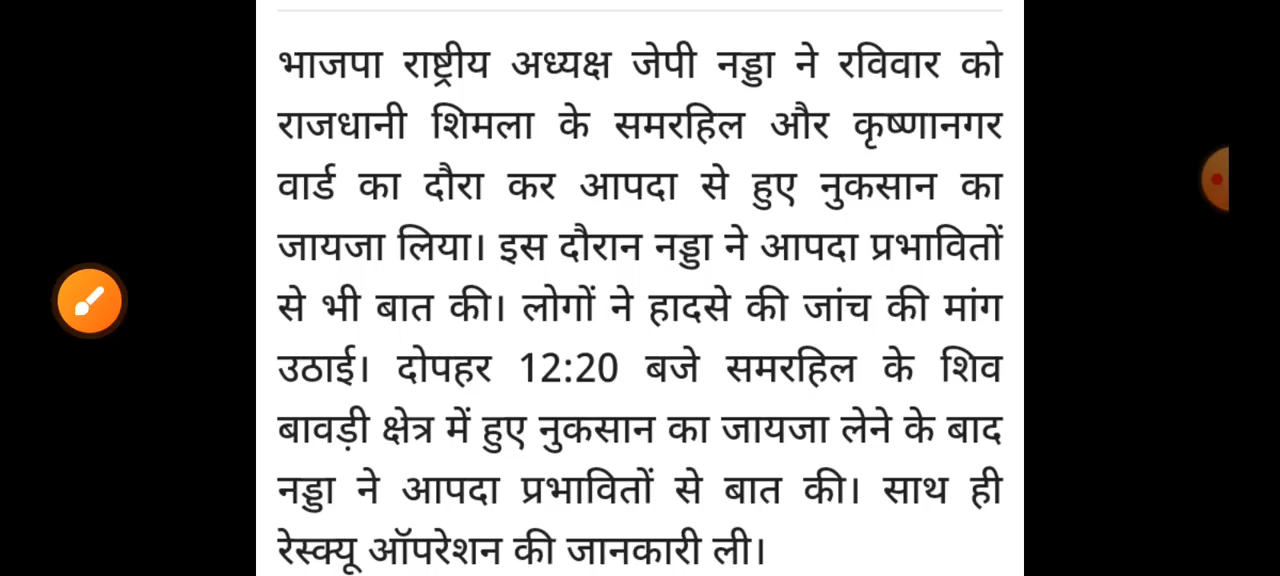 भाजपा राष्ट्रीय अध्यक्ष जेपी नड्डा ने रविवार को
राजधानी शिमला के समरहिल और कृष्णानगर
वार्ड का दौरा कर आपदा से हुए नुकसान का
जायजा लिया। इस दौरान नड्डा ने आपदा प्रभावितों
से भी बात की। लोगों ने हादसे की जांच की मांग
उठाई। दोपहर 12:20 बजे समरहिल के शिव
बावड़ी क्षेत्र में हुए नुकसान का जायजा लेने के बाद
नड्डा ने आपदा प्रभावितों से बात की। साथ ही
रेस्क्यू ऑपरेशन की जानकारी ली।